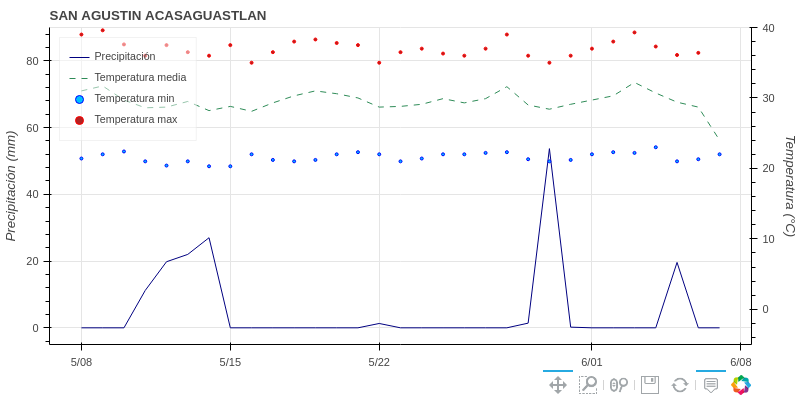 SAN AGUSTIN ACASAGUASTLAN
Precipitación
Temperatura media
Temperatura min
Temperatura max
Precipitación (mm)
80
60
40
20
0
Temperatura (°C)
40
30
20
10
0
5/08
5/15
5/22
6/01
6/08